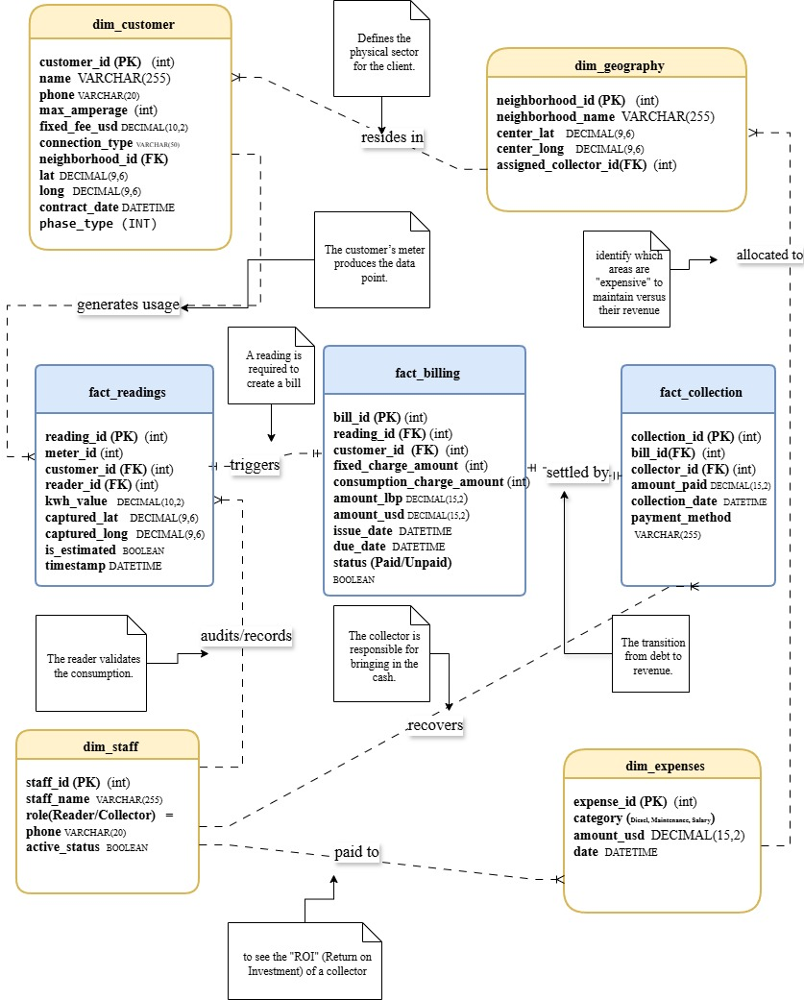 dim_customer
customer_id (PK) (int)
name VARCHAR(255)
phone VARCHAR(20)
max_amperage (int)
fixed_fee_usd DECIMAL(10,2)
connection_type VARCHAR(50)
neighborhood_id (FK)
lat DECIMAL(9,6)
long DECIMAL(9,6)
contract_date DATETIME
phase_type (INT)
Defines the
physical sector
for the client.
resides in
dim_geography
neighborhood_id (PK) (int)
neighborhood_name VARCHAR(255)
center_lat DECIMAL(9,6)
center_long DECIMAL(9,6)
assigned_collector_id(FK) (int)
The customer's meter
produces the data
point.
generates usage
identify which
areas are
"expensive" to
maintain versus
their revenue
allocated to
A reading is
required to
create a bill
fact_readings
reading_id (PK) (int)
meter_id (int)
customer_id (FK) (int)
reader_id (FK) (int)
kwh_value DECIMAL(10,2)
captured_lat DECIMAL(9,6)
captured_long DECIMAL(9,6)
is_estimated BOOLEAN
timestamp DATETIME
triggers
fact_billing
bill_id (PK) (int)
reading_id (FK) (int)
customer_id (FK) (int)
fixed_charge_amount (int)
consumption_charge_amount (int)
amount_lbp DECIMAL(15,2)
amount_usd DECIMAL(15,2)
issue_date DATETIME
due_date DATETIME
status (Paid/Unpaid)
BOOLEAN
settled by
fact_collection
collection_id (PK) (int)
bill_id(FK) (int)
collector_id (FK) (int)
amount_paid DECIMAL(15,2)
collection_date DATETIME
payment_method
VARCHAR(255)
The reader validates
the consumption.
audits/records
The collector is
responsible for
bringing in the
cash.
recovers
The transition
from debt to
revenue.
dim_staff
staff_id (PK) (int)
staff_name VARCHAR(255)
role(Reader/Collector) =
phone VARCHAR(20)
active_status BOOLEAN
paid to
dim_expenses
expense_id (PK) (int)
category (Diesel, Maintenance, Salary)
amount_usd DECIMAL(15,2)
date DATETIME
to see the "ROI" (Return on
Investment) of a collector